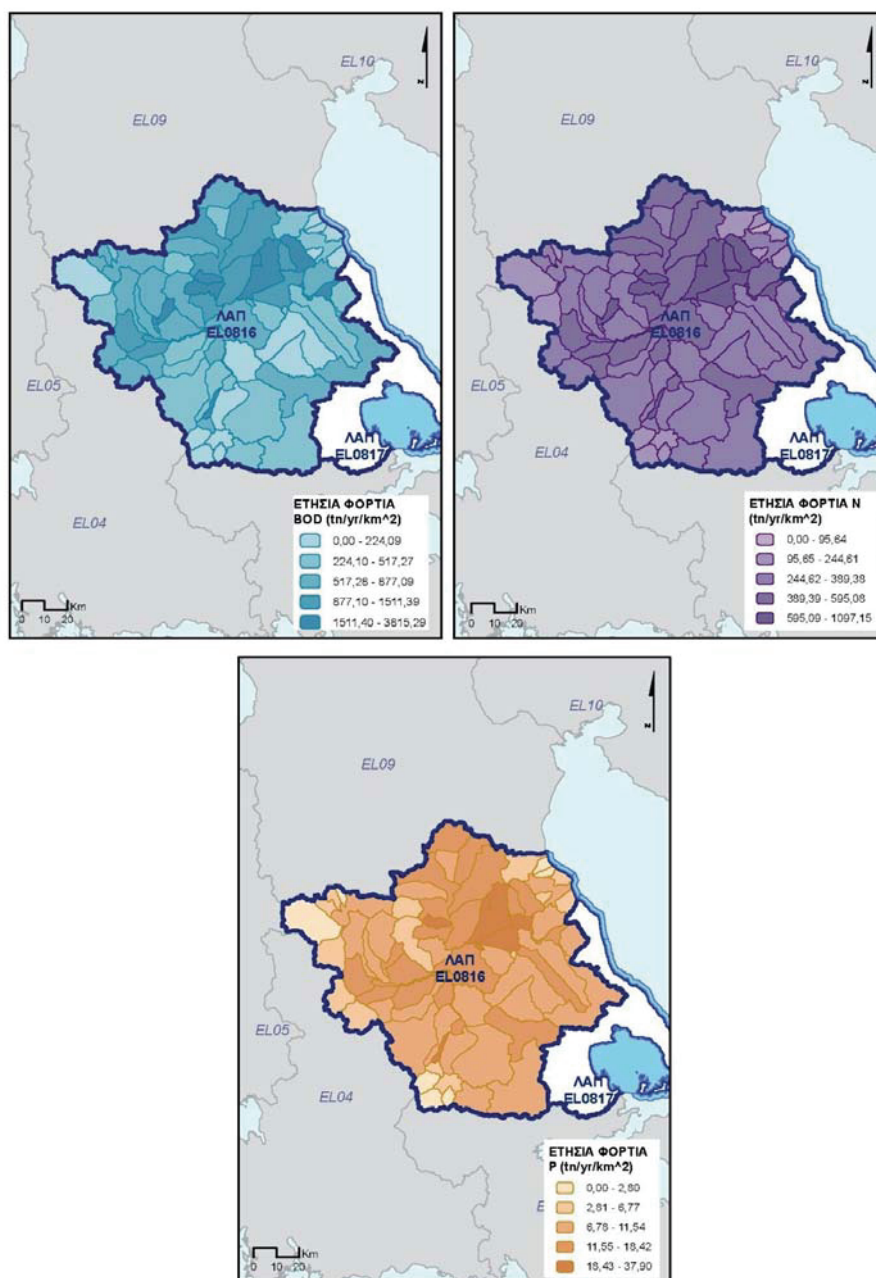 EL10
EL09
ΛΑΠ
EL0816
EL05
ΛΑΠ
EL0817
EL04
ΕΤΗΣΙΑ ΦΟΡΤΙΑ
BOD (tn/yr/km^2)
0,00 - 224,09
224,10 - 517,27
517,28 - 877,09
877,10 - 1511,39
1511,40 - 3815,29
Km
0 10 20
N
EL10
EL09
ΛΑΠ
EL0816
EL05
ΛΑΠ
EL0817
EL04
ΕΤΗΣΙΑ ΦΟΡΤΙΑ N
(tn/yr/km^2)
0,00 - 95,64
95,65 - 244,61
244,62 - 389,38
389,39 - 595,08
595,09 - 1097,15
Km
0 10 20
N
EL10
EL09
ΛΑΠ
EL0816
EL05
ΛΑΠ
EL0817
EL04
ΕΤΗΣΙΑ ΦΟΡΤΙΑ
P (tn/yr/km^2)
0,00 - 2,80
2,81 - 6,77
6,78 - 11,54
11,55 - 18,42
18,43 - 37,90
Km
0 10 20
N